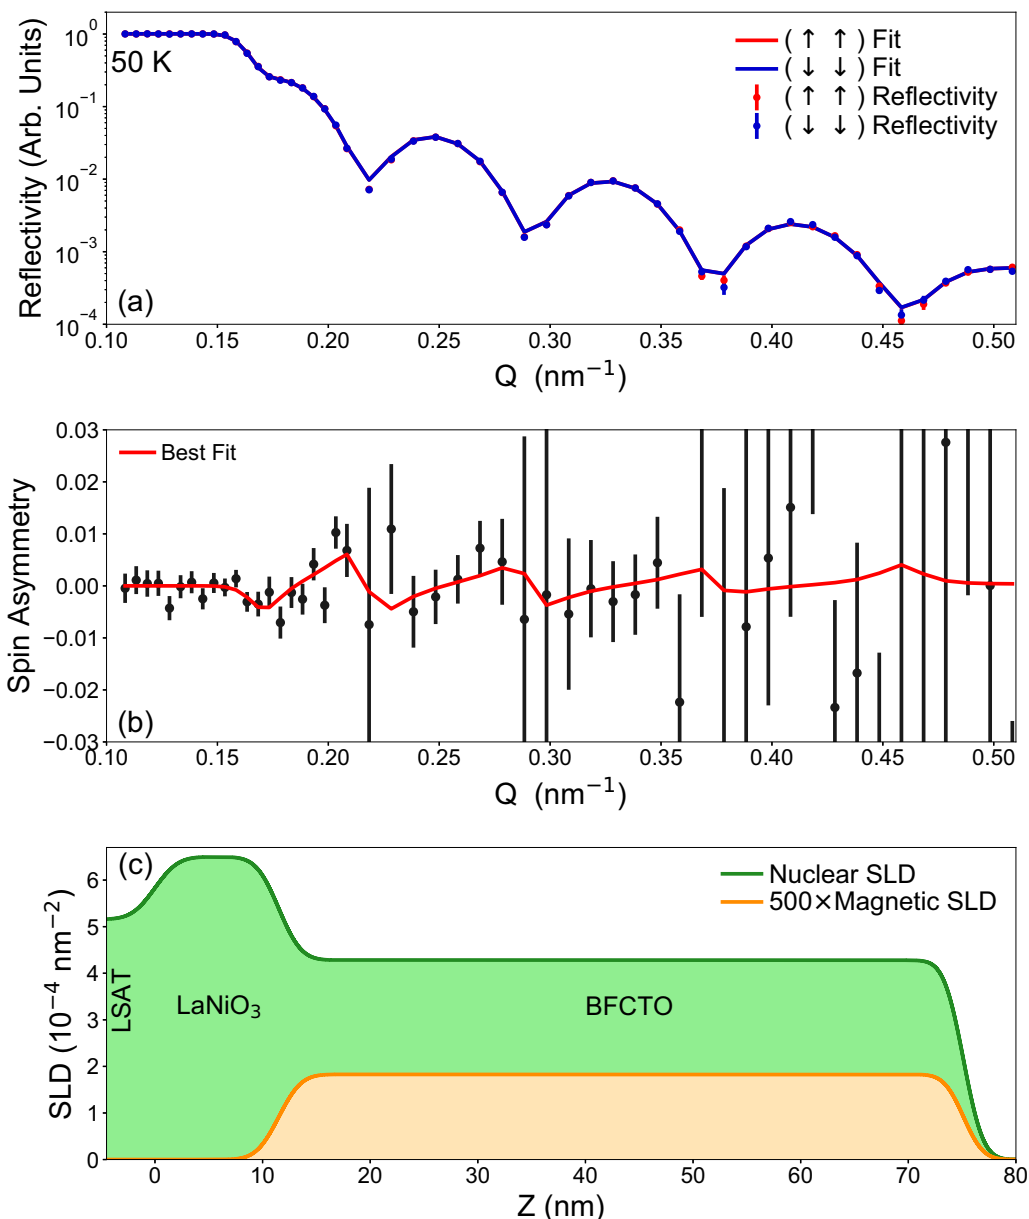 10⁰
10⁻¹
10⁻²
10⁻³
10⁻⁴
Reflectivity (Arb. Units)
50 K
(a)
(↑ ↑) Fit
(↓ ↓) Fit
(↑ ↑) Reflectivity
(↓ ↓) Reflectivity
0.10 0.15 0.20 0.25 0.30 0.35 0.40 0.45 0.50
Q (nm⁻¹)
0.03
0.02
0.01
0.00
−0.01
−0.02
−0.03
Spin Asymmetry
Best Fit
(b)
0.10 0.15 0.20 0.25 0.30 0.35 0.40 0.45 0.50
Q (nm⁻¹)
6
5
4
3
2
1
0
SLD (10⁻⁴ nm⁻²)
(c)
Nuclear SLD
500×Magnetic SLD
LSAT
LaNiO₃
BFCTO
0 10 20 30 40 50 60 70 80
Z (nm)